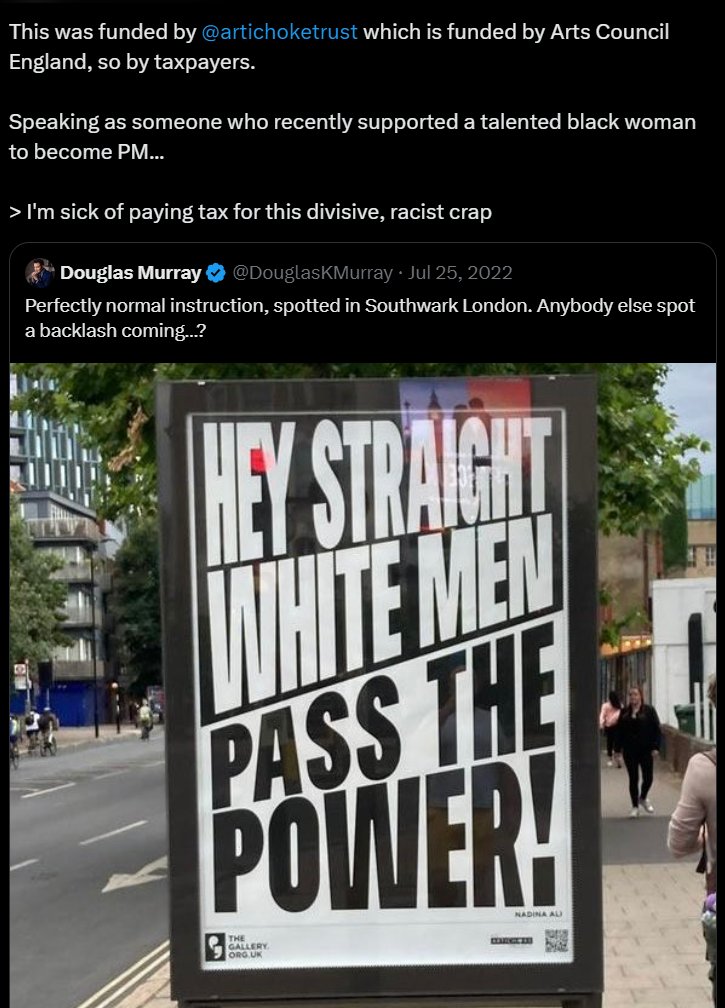 This was funded by @artichoketrust which is funded by Arts Council
England, so by taxpayers.
Speaking as someone who recently supported a talented black woman
to become PM...
> I'm sick of paying tax for this divisive, racist crap
Douglas Murray @DouglasKMurray · Jul 25, 2022
Perfectly normal instruction, spotted in Southwark London. Anybody else spot
a backlash coming...?
HEY STRAIGHT
WHITE MEN
PASS THE
POWER!
NADINA ALI
THE
GALLERY.
ORG.UK